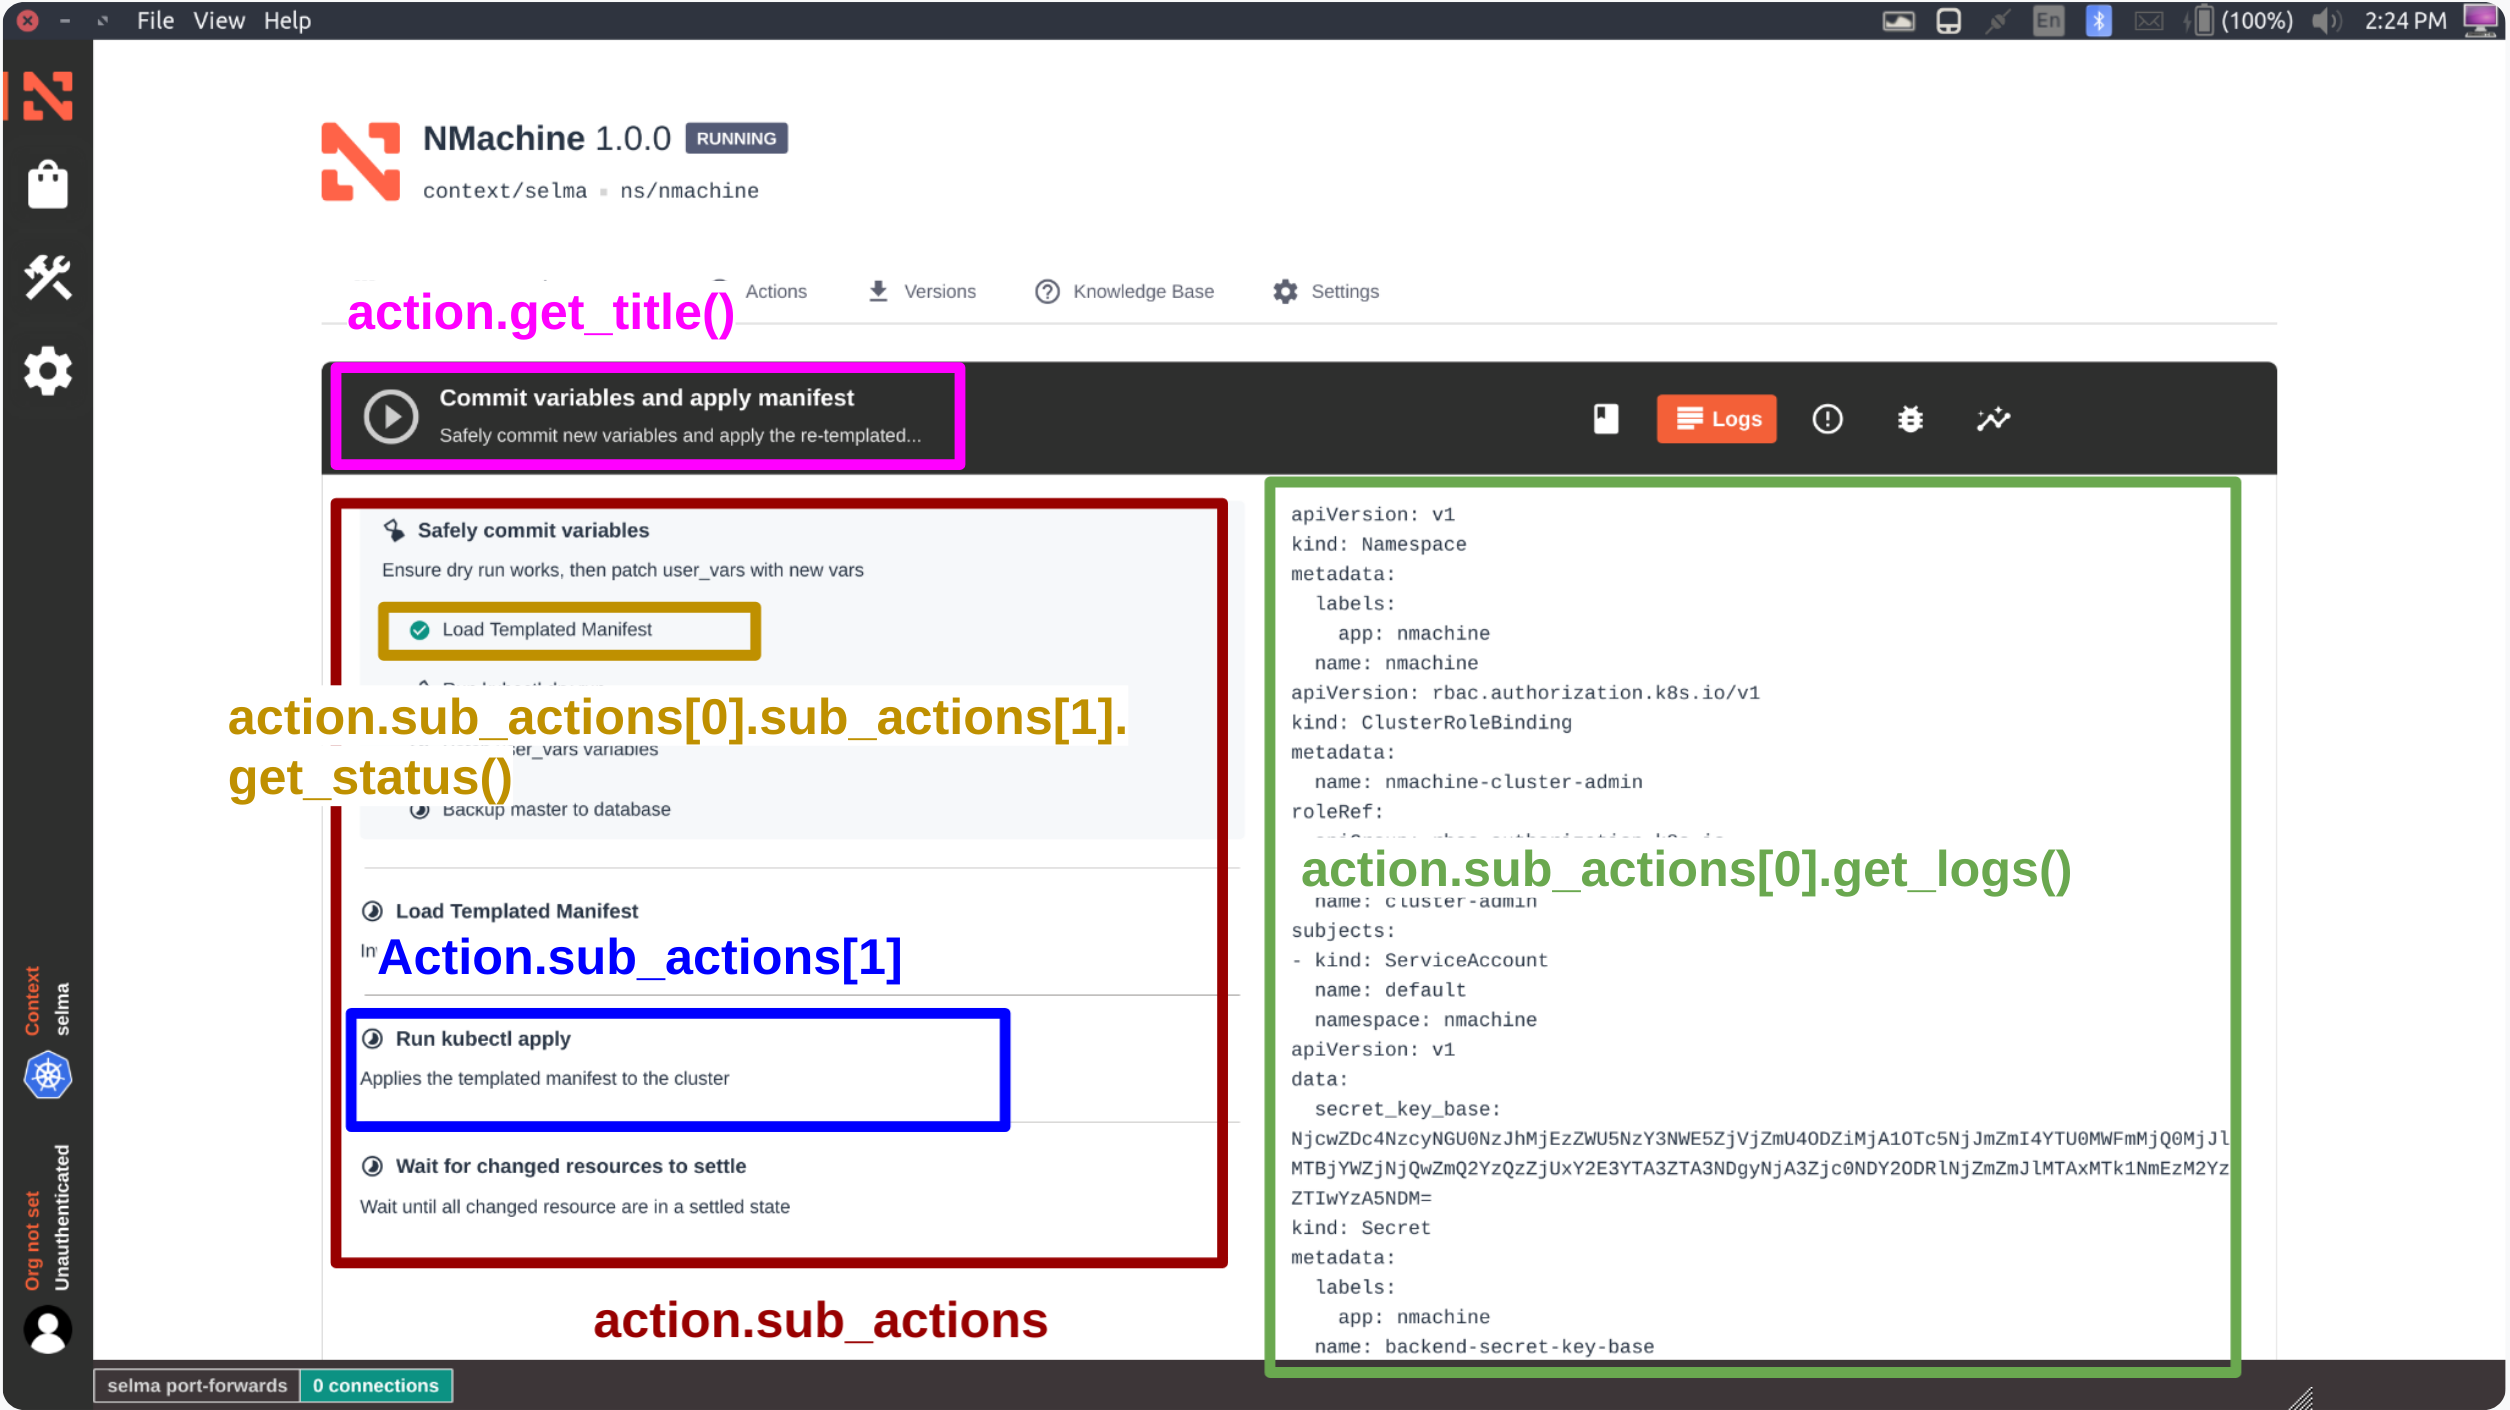 File View Help
En (100%) 2:24 PM
NMachine 1.0.0 RUNNING
context/selma ns/nmachine
Actions Versions Knowledge Base Settings
action.get_title()
Commit variables and apply manifest
Safely commit new variables and apply the re-templated...
Logs
Safely commit variables
Ensure dry run works, then patch user_vars with new vars
Load Templated Manifest
action.sub_actions[0].sub_actions[1].
get_status()
variables
Backup master to database
Load Templated Manifest
Action.sub_actions[1]
Run kubectl apply
Applies the templated manifest to the cluster
Wait for changed resources to settle
Wait until all changed resource are in a settled state
action.sub_actions
apiVersion: v1
kind: Namespace
metadata:
labels:
app: nmachine
name: nmachine
apiVersion: rbac.authorization.k8s.io/v1
kind: ClusterRoleBinding
metadata:
name: nmachine-cluster-admin
roleRef:
action.sub_actions[0].get_logs()
name: cluster-admin
subjects:
- kind: ServiceAccount
name: default
namespace: nmachine
apiVersion: v1
data:
secret_key_base:
NjcwZDc4NzcyNGU0NzJhMjEzZWU5NzY3NWE5ZjVjZmU4ODZiMjA1OTc5NjJmZmI4YTU0MWFmMjQ0MjJl
MTBjYWZjNjQwZmQ2YzQzZjUxY2E3YTA3ZTA3NDgyNjA3Zjc0NDY2ODRlNjZmZmJlMTAxMTk1NmEzM2Yz
ZTIwYzA5NDM=
kind: Secret
metadata:
labels:
app: nmachine
name: backend-secret-key-base
Context
selma
Org not set
Unauthenticated
selma port-forwards 0 connections